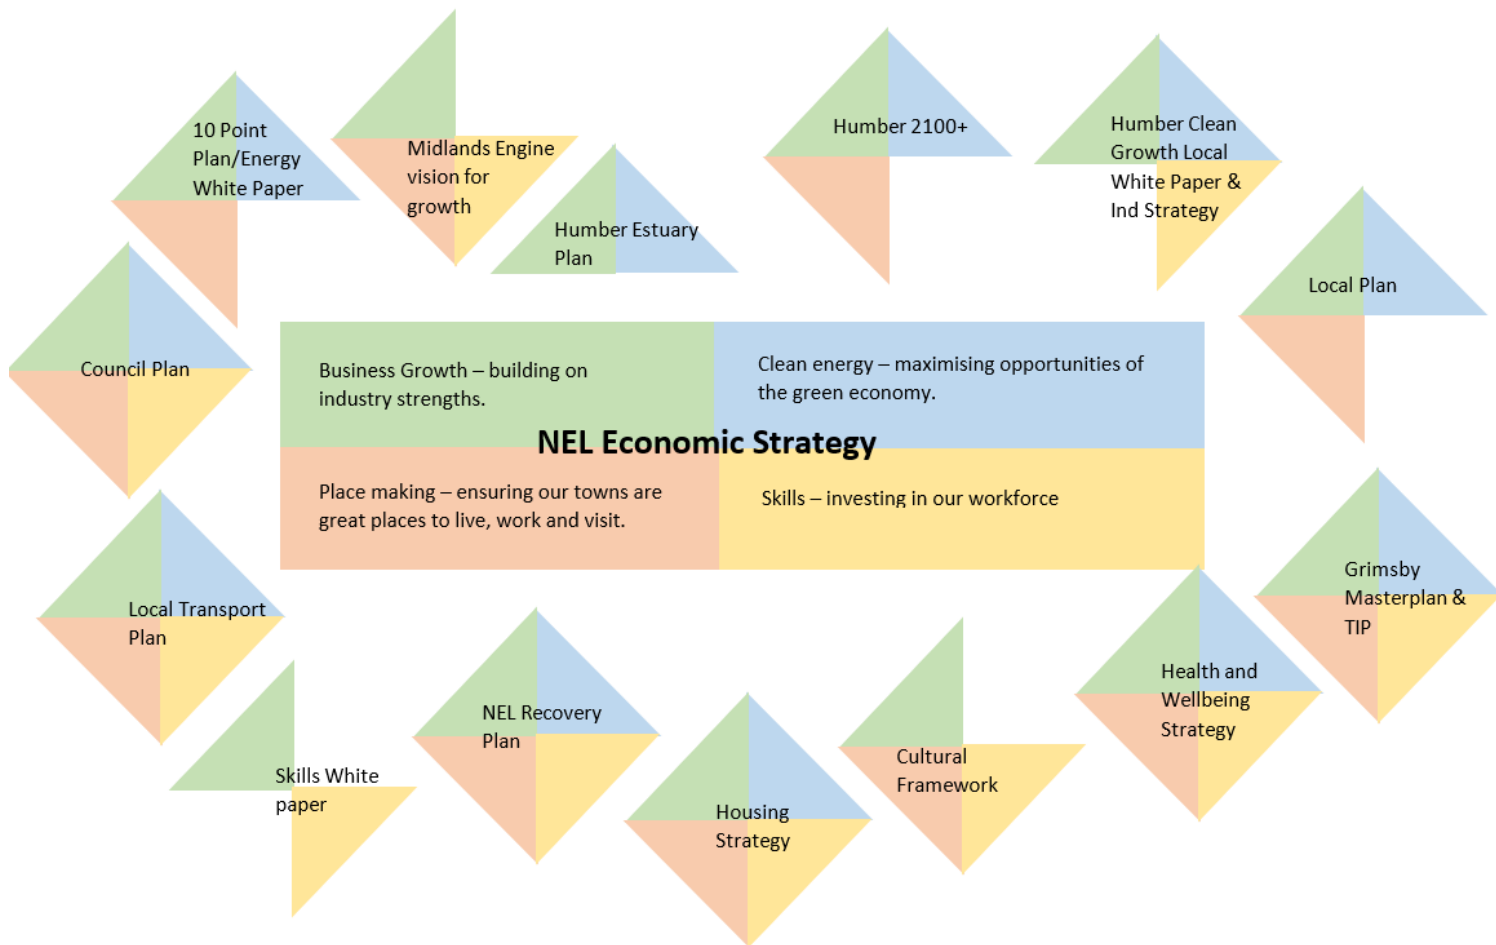 10 Point
Plan/Energy
White Paper
Midlands Engine
vision for
growth
Humber Estuary
Plan
Humber 2100+
Humber Clean
Growth Local
White Paper &
Ind Strategy
Local Plan
Council Plan
Business Growth – building on
industry strengths.
Clean energy – maximising opportunities of
the green economy.
NEL Economic Strategy
Place making – ensuring our towns are
great places to live, work and visit.
Skills – investing in our workforce
Grimsby
Masterplan &
TIP
Local Transport
Plan
Health and
Wellbeing
Strategy
NEL Recovery
Plan
Skills White
paper
Cultural
Framework
Housing
Strategy